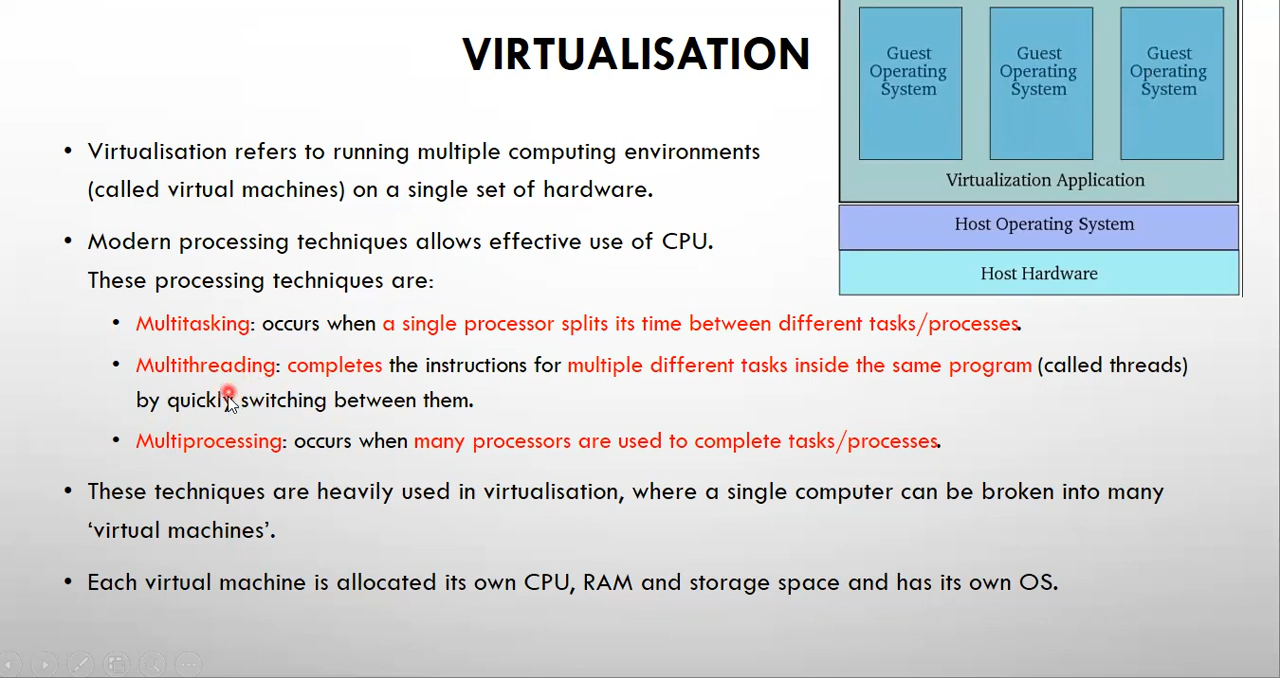 VIRTUALISATION
• Virtualisation refers to running multiple computing environments
(called virtual machines) on a single set of hardware.
• Modern processing techniques allows effective use of CPU.
These processing techniques are:
• Multitasking: occurs when a single processor splits its time between different tasks/processes.
• Multithreading: completes the instructions for multiple different tasks inside the same program (called threads)
by quickly switching between them.
• Multiprocessing: occurs when many processors are used to complete tasks/processes.
• These techniques are heavily used in virtualisation, where a single computer can be broken into many
‘virtual machines’.
• Each virtual machine is allocated its own CPU, RAM and storage space and has its own OS.
Guest
Operating
System
Guest
Operating
System
Guest
Operating
System
Virtualization Application
Host Operating System
Host Hardware